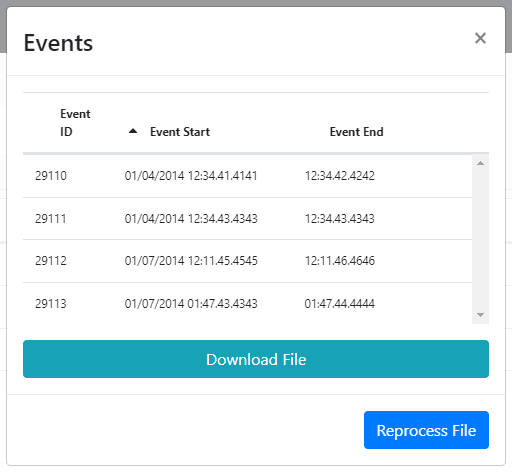 Events ×
Event
ID Event Start Event End
29110 01/04/2014 12:34.41.4141 12:34.42.4242
29111 01/04/2014 12:34.43.4343 12:34.43.4343
29112 01/07/2014 12:11.45.4545 12:11.46.4646
29113 01/07/2014 01:47.43.4343 01:47.44.4444
Download File
Reprocess File